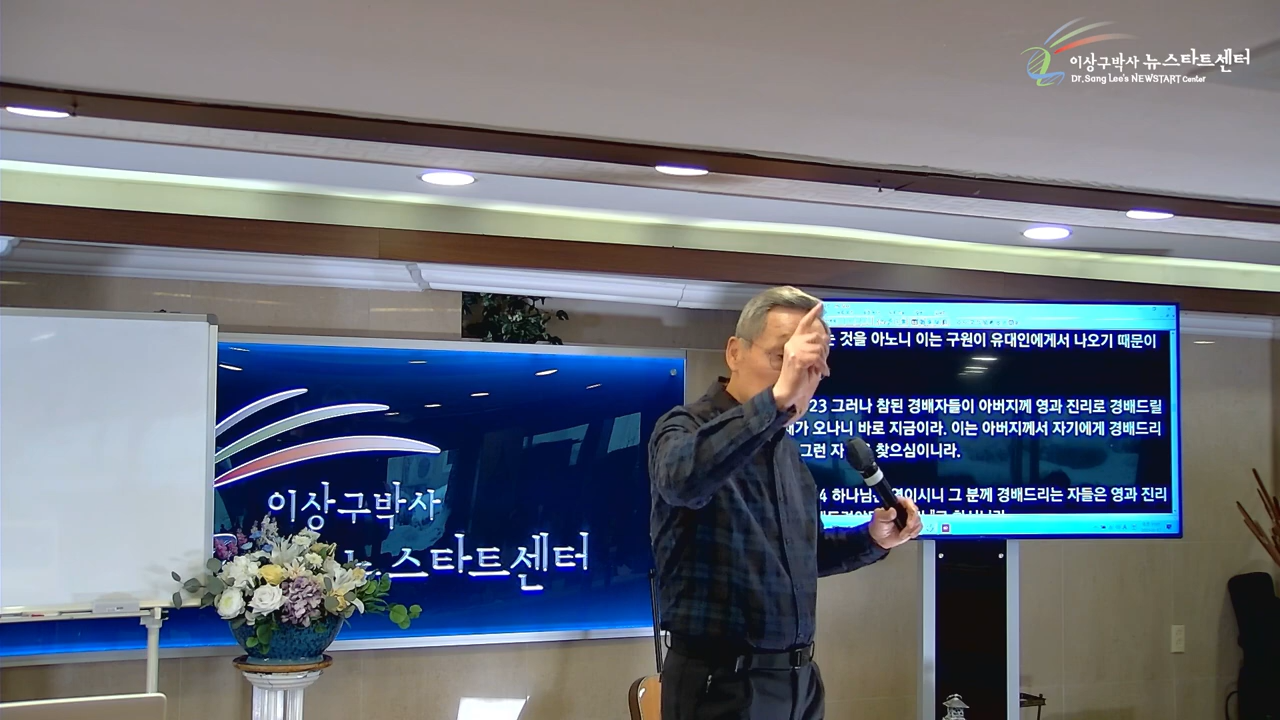 이상구박사 뉴스타트센터
Dr. Sang Lee's NEWSTART Center
것을 아노니 이는 구원이 유대인에게서 나오기 때문이
23 그러나 참된 경배자들이 아버지께 영과 진리로 경배드릴
가 오나니 바로 지금이라. 이는 아버지께서 자기에게 경배드리
그런 자 찾으심이니라.
4 하나님은 영이시니 그 분께 경배드리는 자들은 영과 진리
이상구박사
뉴스타트센터